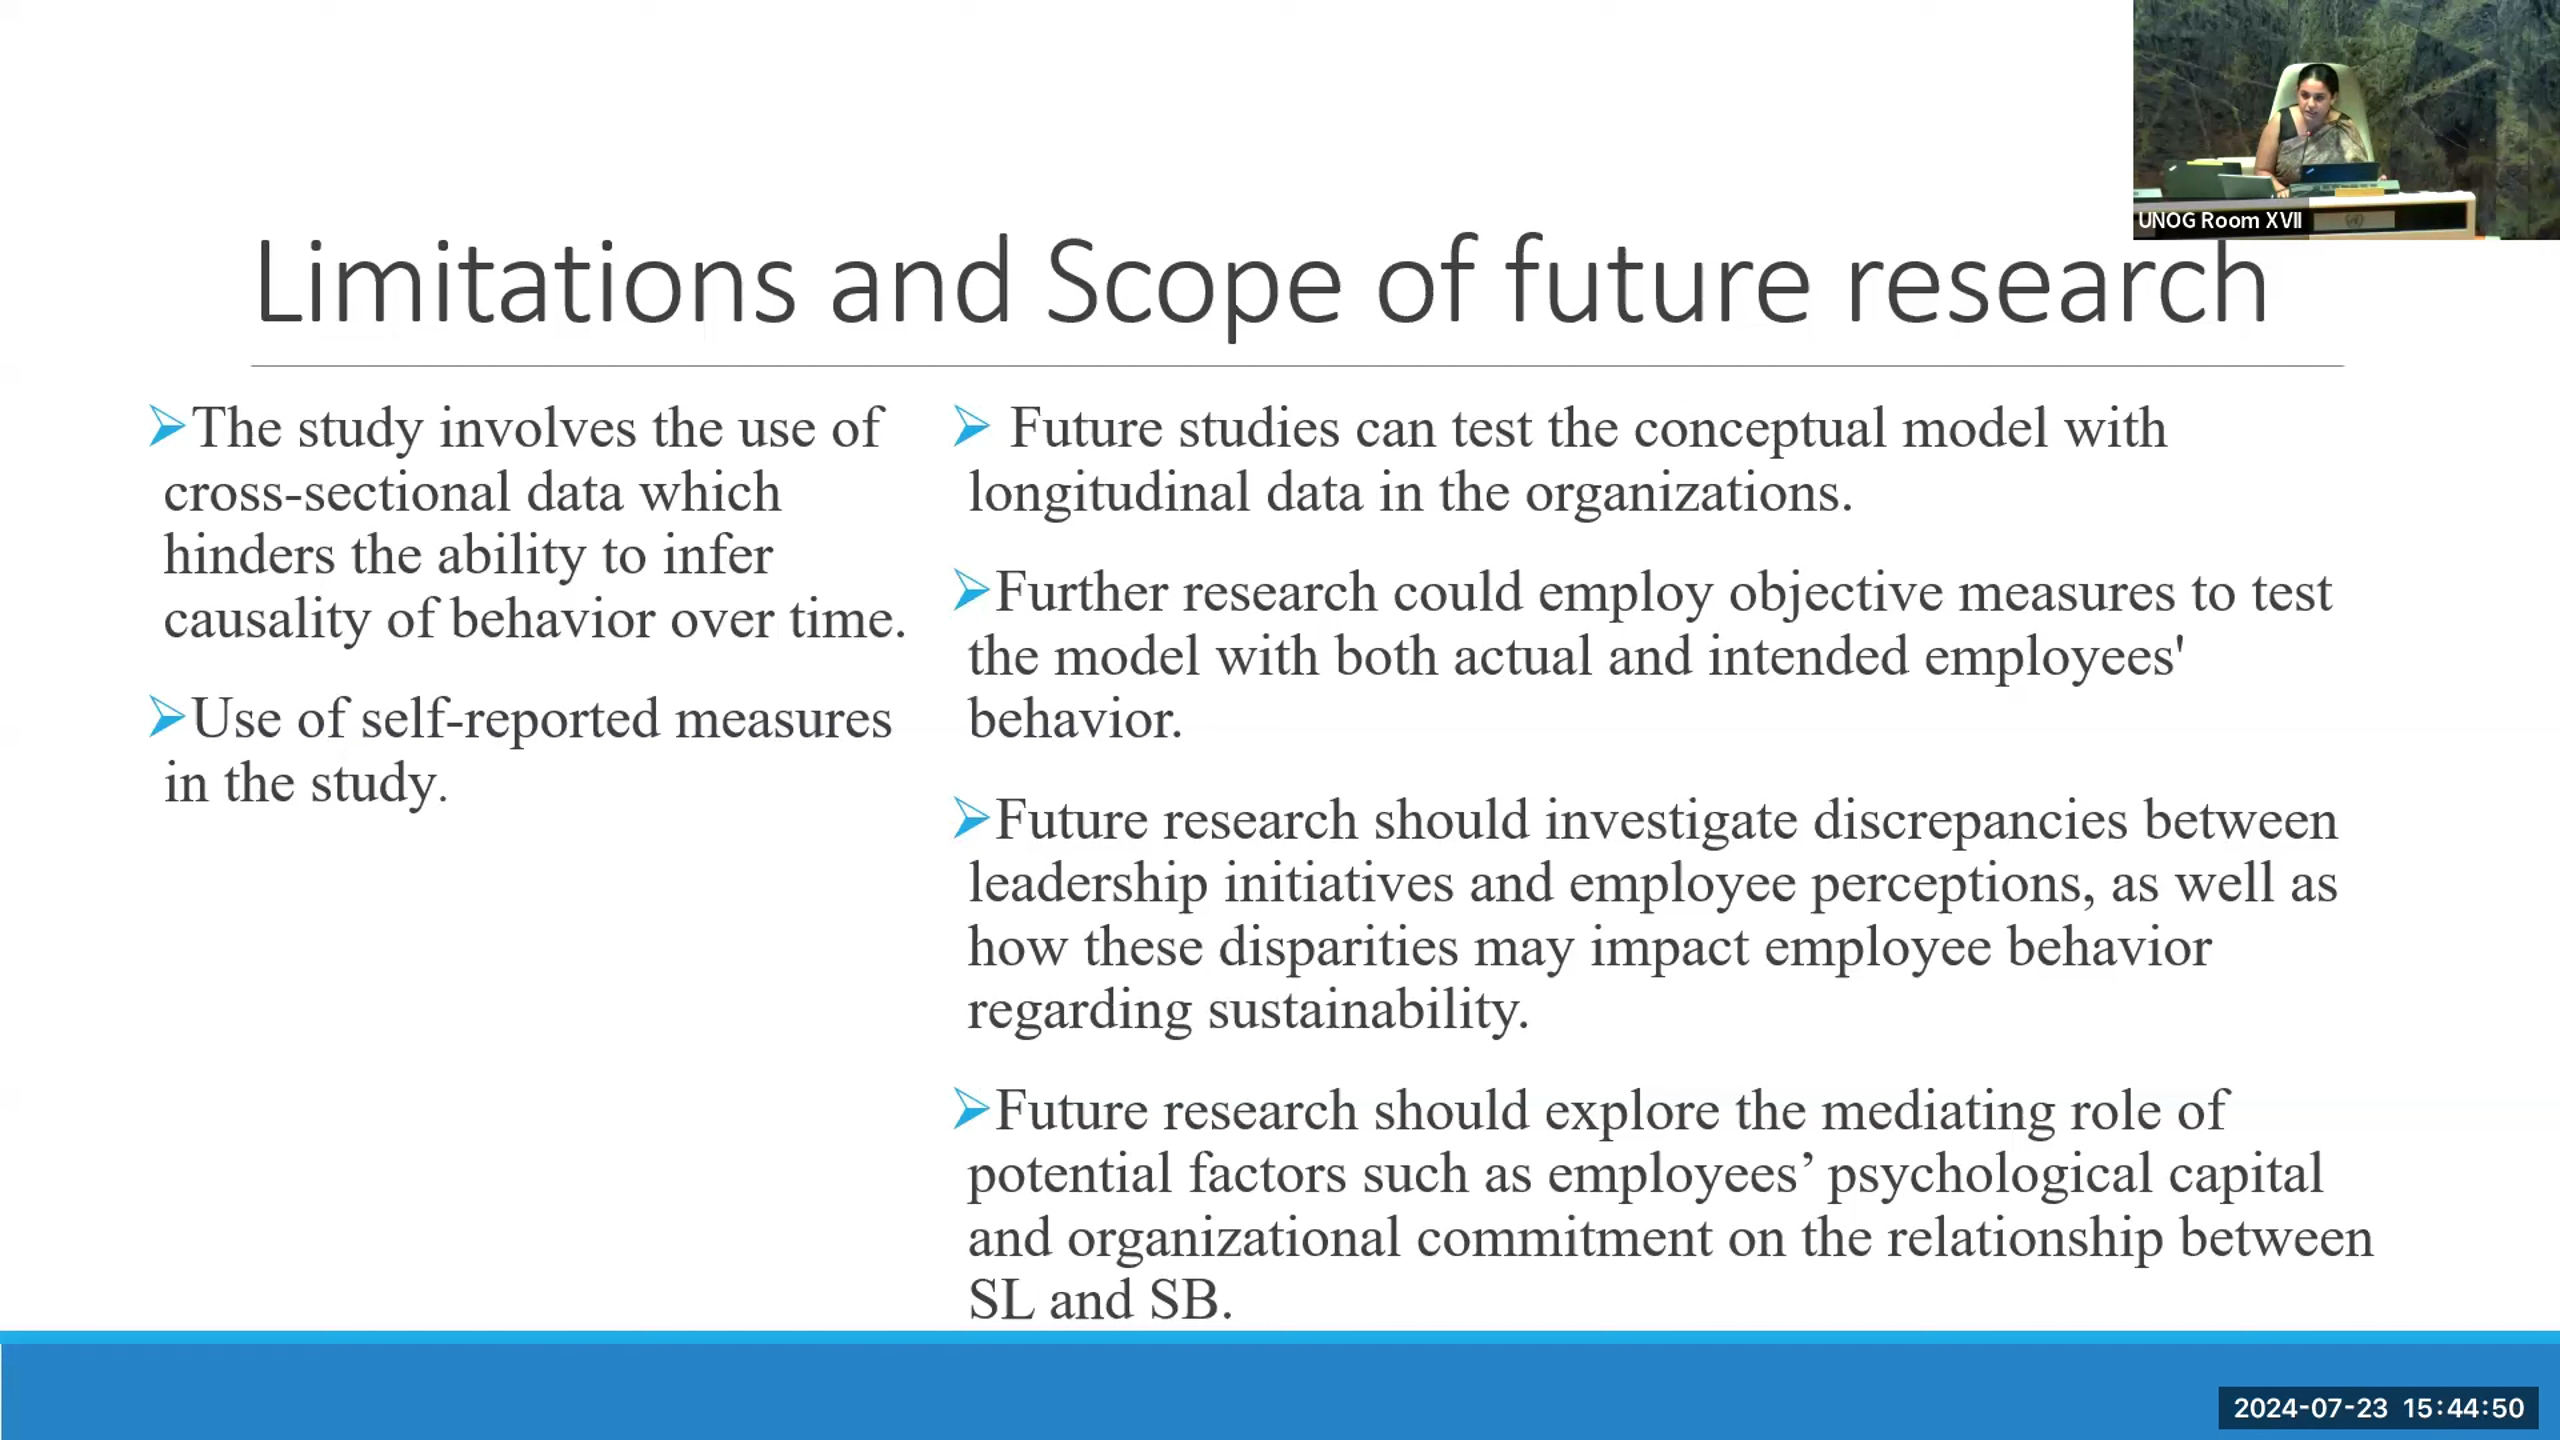 UNOG Room XVII
Limitations and Scope of future research
➢The study involves the use of
cross-sectional data which
hinders the ability to infer
causality of behavior over time.
➢Use of self-reported measures
in the study.
➢ Future studies can test the conceptual model with
longitudinal data in the organizations.
➢Further research could employ objective measures to test
the model with both actual and intended employees'
behavior.
➢Future research should investigate discrepancies between
leadership initiatives and employee perceptions, as well as
how these disparities may impact employee behavior
regarding sustainability.
➢Future research should explore the mediating role of
potential factors such as employees’ psychological capital
and organizational commitment on the relationship between
SL and SB.
2024-07-23 15:44:50